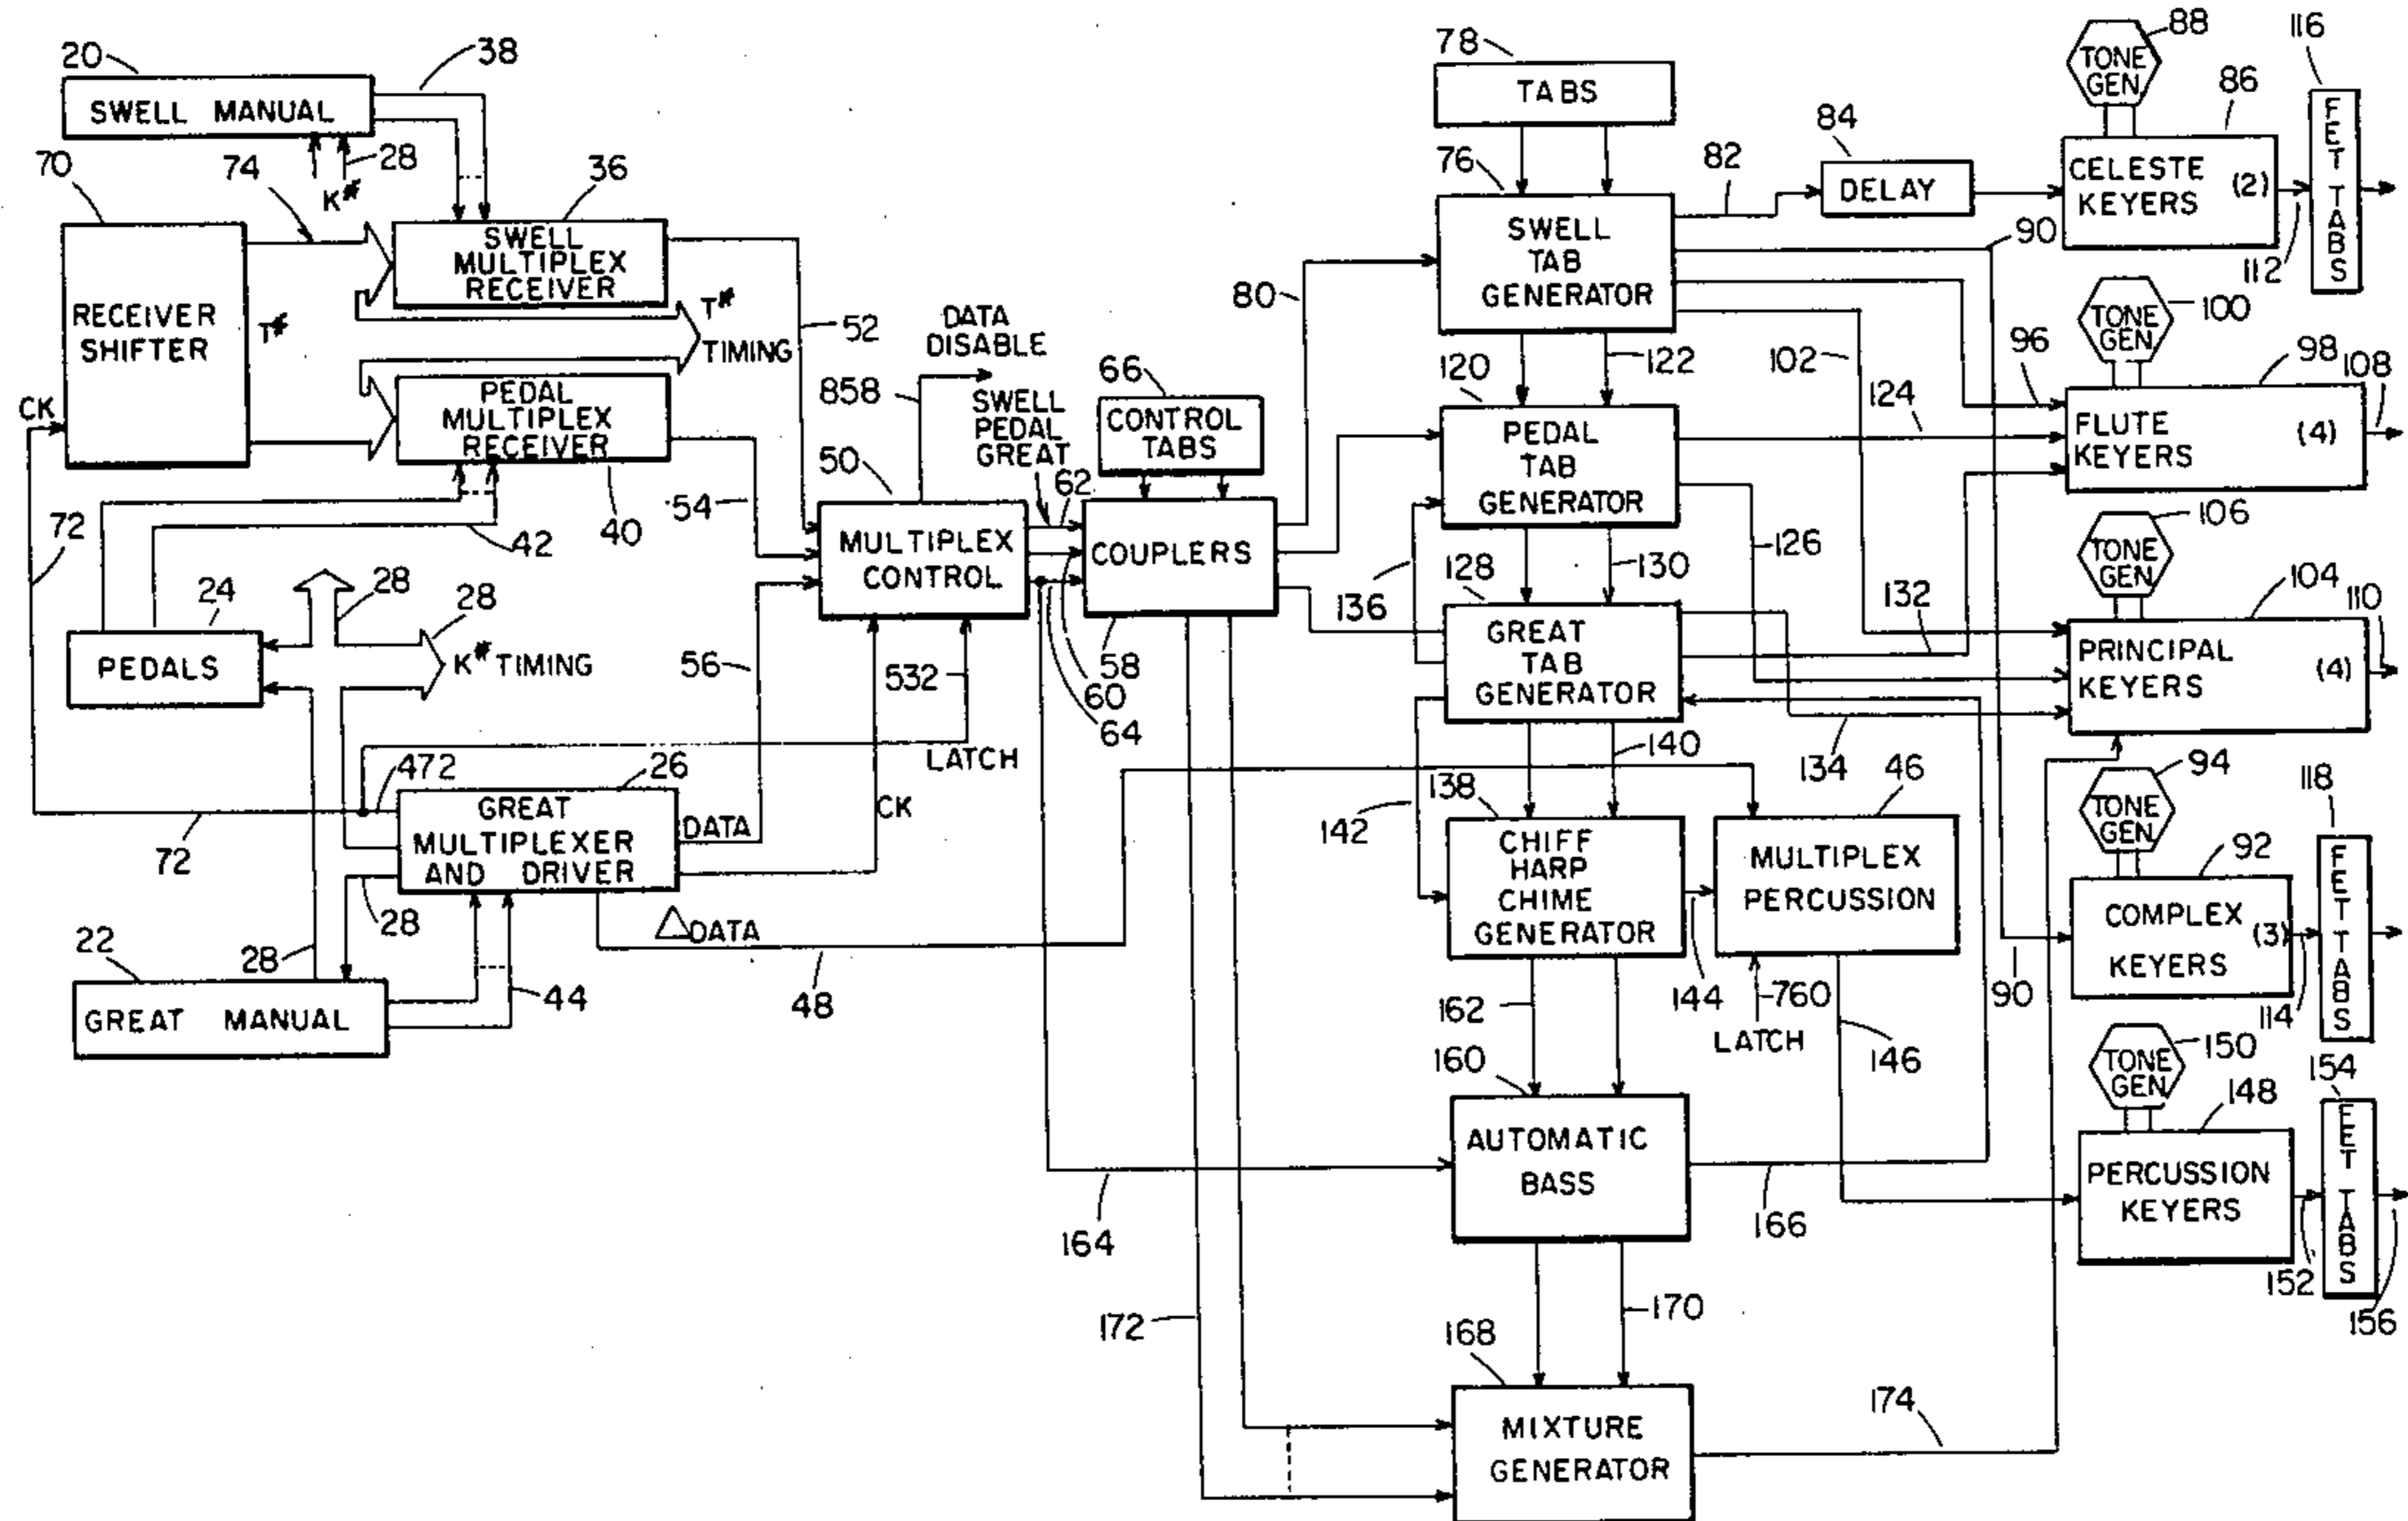 20
38
SWELL MANUAL
28
K#
70
74
36
RECEIVER
SHIFTER
T#
SWELL
MULTIPLEX
RECEIVER
T#
TIMING
52
PEDAL
MULTIPLEX
RECEIVER
CK
72
42
40
54
24
28
28
PEDALS
K# TIMING
56
472
26
72
GREAT
MULTIPLEXER
AND DRIVER
DATA
CK
LATCH
532
28
28
22
GREAT MANUAL
44
ΔDATA
48
DATA
DISABLE
858
SWELL
PEDAL
GREAT
50
62
MULTIPLEX
CONTROL
66
CONTROL
TABS
COUPLERS
58
60
64
80
78
TABS
76
SWELL
TAB
GENERATOR
82
84
DELAY
90
122
102
120
PEDAL
TAB
GENERATOR
124
96
126
136
128
130
GREAT
TAB
GENERATOR
132
134
140
142
138
CHIFF
HARP
CHIME
GENERATOR
46
MULTIPLEX
PERCUSSION
144
760
LATCH
146
162
160
AUTOMATIC
BASS
164
166
170
172
168
MIXTURE
GENERATOR
174
88
TONE
GEN
86
CELESTE
KEYERS
(2)
112
116
FET TABS
100
TONE
GEN
98
FLUTE
KEYERS
(4)
108
106
TONE
GEN
104
PRINCIPAL
KEYERS
(4)
110
94
TONE
GEN
92
COMPLEX
KEYERS
(3)
90
114
118
FET TABS
150
TONE
GEN
148
PERCUSSION
KEYERS
152
154
FET TABS
156